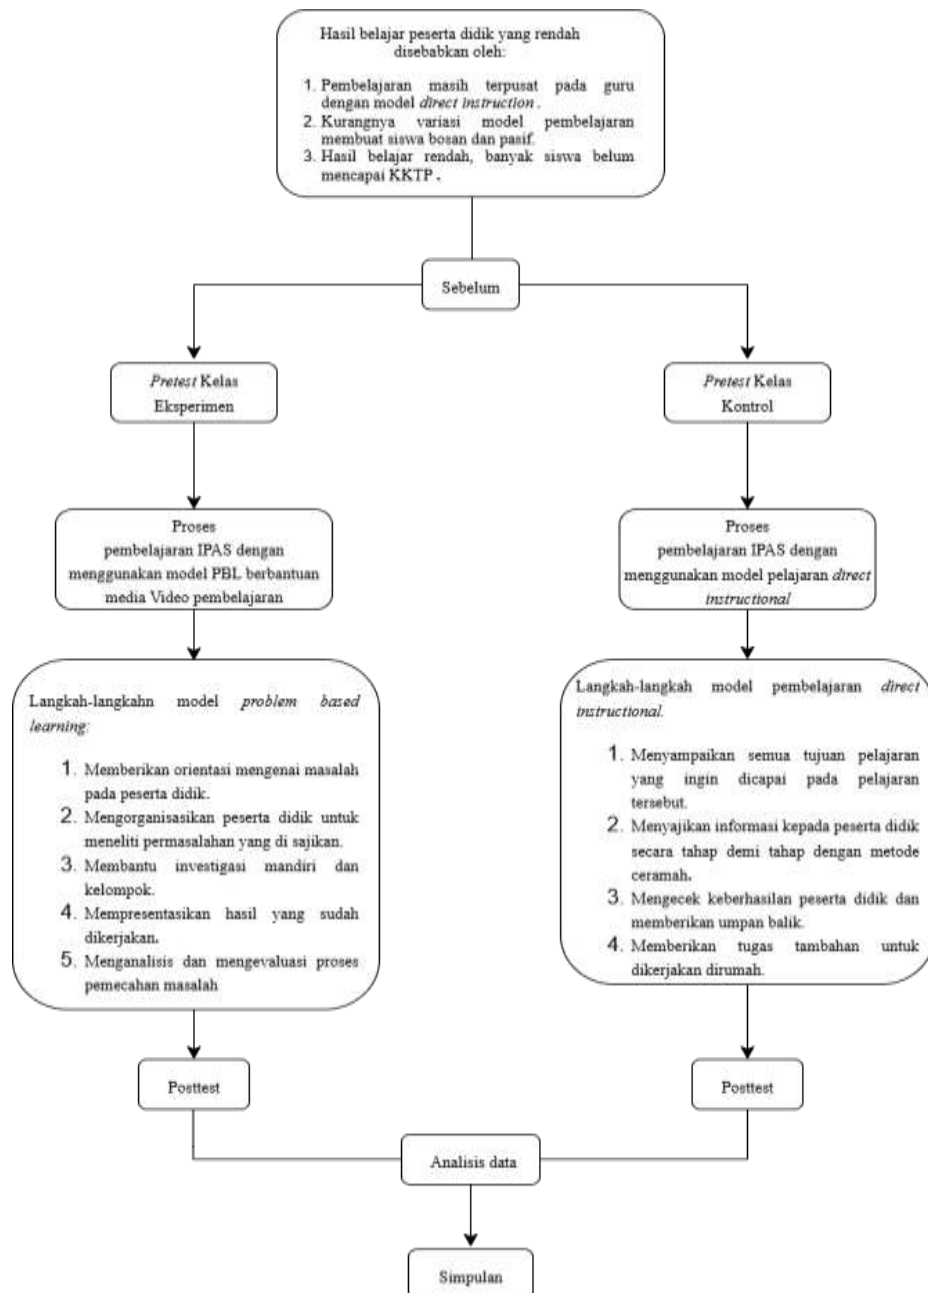 Hasil belajar peserta didik yang rendah
disebabkan oleh:
1. Pembelajaran masih terpusat pada guru
dengan model direct instruction .
2. Kurangnya variasi model pembelajaran
membuat siswa bosan dan pasif.
3. Hasil belajar rendah, banyak siswa belum
mencapai KKTP .
Sebelum
Pretest Kelas
Eksperimen
Pretest Kelas
Kontrol
Proses
pembelajaran IPAS dengan
menggunakan model PBL berbantuan
media Video pembelajaran
Proses
pembelajaran IPAS dengan
menggunakan model pelajaran direct
instructional
Langkah-langkahn model problem based
learning:
1. Memberikan orientasi mengenai masalah
pada peserta didik.
2. Mengorganisasikan peserta didik untuk
meneliti permasalahan yang di sajikan.
3. Membantu investigasi mandiri dan
kelompok.
4. Mempresentasikan hasil yang sudah
dikerjakan.
5. Menganalisis dan mengevaluasi proses
pemecahan masalah
Langkah-langkah model pembelajaran direct
instructional.
1. Menyampaikan semua tujuan pelajaran
yang ingin dicapai pada pelajaran
tersebut.
2. Menyajikan informasi kepada peserta didik
secara tahap demi tahap dengan metode
ceramah.
3. Mengecek keberhasilan peserta didik dan
memberikan umpan balik.
4. Memberikan tugas tambahan untuk
dikerjakan dirumah.
Posttest
Posttest
Analisis data
Simpulan